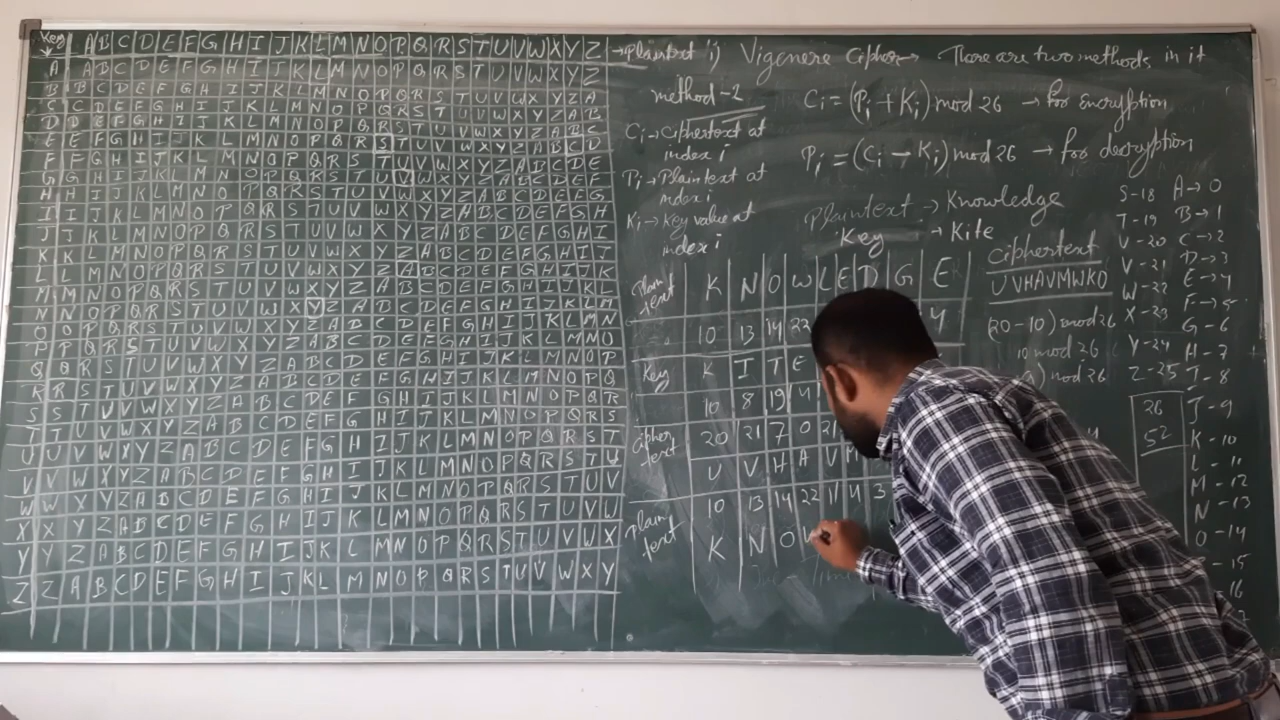 Key A B C D E F G H I J K L M N O P Q R S T U V W X Y Z → Plaintext
A A B C D E F G H I J K L M N O P Q R S T U V W X Y Z
B B C D E F G H I J K L M N O P Q R S T U V W X Y Z A
C C D E F G H I J K L M N O P Q R S T U V W X Y Z A B
D D E F G H I J K L M N O P Q R S T U V W X Y Z A B C
E E F G H I J K L M N O P Q R S T U V W X Y Z A B C D
F F G H I J K L M N O P Q R S T U V W X Y Z A B C D E
G G H I J K L M N O P Q R S T U V W X Y Z A B C D E F
H H I J K L M N O P Q R S T U V W X Y Z A B C D E F G
I I J K L M N O P Q R S T U V W X Y Z A B C D E F G H
J J K L M N O P Q R S T U V W X Y Z A B C D E F G H I
K K L M N O P Q R S T U V W X Y Z A B C D E F G H I J
L L M N O P Q R S T U V W X Y Z A B C D E F G H I J K
M M N O P Q R S T U V W X Y Z A B C D E F G H I J K L
N N O P Q R S T U V W X Y Z A B C D E F G H I J K L M
O O P Q R S T U V W X Y Z A B C D E F G H I J K L M N
P P Q R S T U V W X Y Z A B C D E F G H I J K L M N O
Q Q R S T U V W X Y Z A B C D E F G H I J K L M N O P
R R S T U V W X Y Z A B C D E F G H I J K L M N O P Q
S S T U V W X Y Z A B C D E F G H I J K L M N O P Q R
T T U V W X Y Z A B C D E F G H I J K L M N O P Q R S
U U V W X Y Z A B C D E F G H I J K L M N O P Q R S T
V V W X Y Z A B C D E F G H I J K L M N O P Q R S T U
W W X Y Z A B C D E F G H I J K L M N O P Q R S T U V
X X Y Z A B C D E F G H I J K L M N O P Q R S T U V W
Y Y Z A B C D E F G H I J K L M N O P Q R S T U V W X
Z Z A B C D E F G H I J K L M N O P Q R S T U V W X Y
i) Vigenere Cipher → There are two methods in it
method-2
Ci = (Pi + Ki) mod 26 → for encryption
Pi = (Ci - Ki) mod 26 → for decryption
Ci → Ciphertext at
index i
Pi → Plaintext at
index i
Ki → Key value at
index i
Plaintext → Knowledge
Key → Kite
Plain text K N O W L E D G E
10 13 14 22 4
Key K I T E
10 8 19 4
Cipher text 20 21 7 0 21
U V H A V M
Plain text 10 13 14 22 11 4 3
K N O
Ciphertext
UVHAVMWKO
(20-10) mod 26
10 mod 26
) mod 26
26
52
S-18 A→0
T-19 B→1
U-20 C→2
V-21 D→3
W-22 E→4
X-23 F→5
G-6
Y-24 H-7
Z-25 I-8
J-9
K-10
L-11
M-12
N-13
O-14
-15
-16